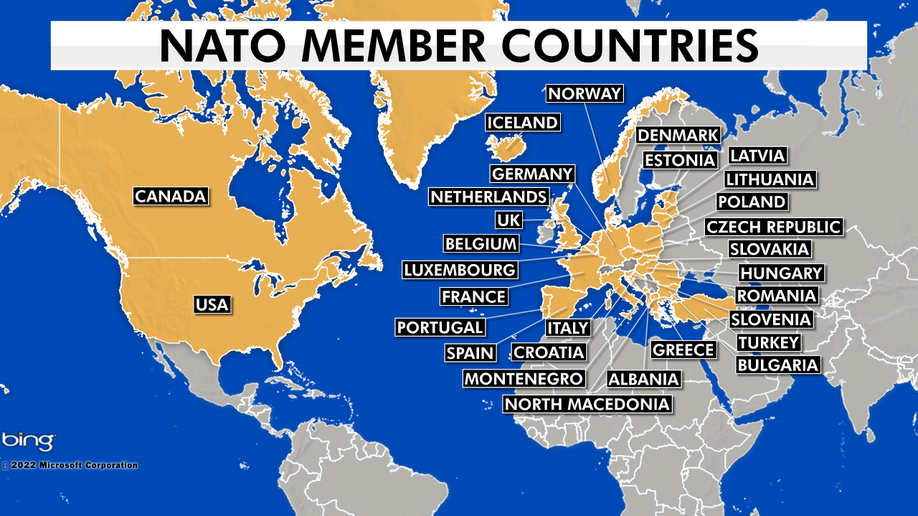 NATO MEMBER COUNTRIES
NORWAY
ICELAND
DENMARK
ESTONIA
LATVIA
GERMANY
LITHUANIA
NETHERLANDS
CANADA
POLAND
UK
CZECH REPUBLIC
BELGIUM
SLOVAKIA
LUXEMBOURG
HUNGARY
FRANCE
ROMANIA
USA
SLOVENIA
PORTUGAL
ITALY
TURKEY
SPAIN
CROATIA
GREECE
BULGARIA
MONTENEGRO
ALBANIA
NORTH MACEDONIA
bing
© 2022 Microsoft Corporation